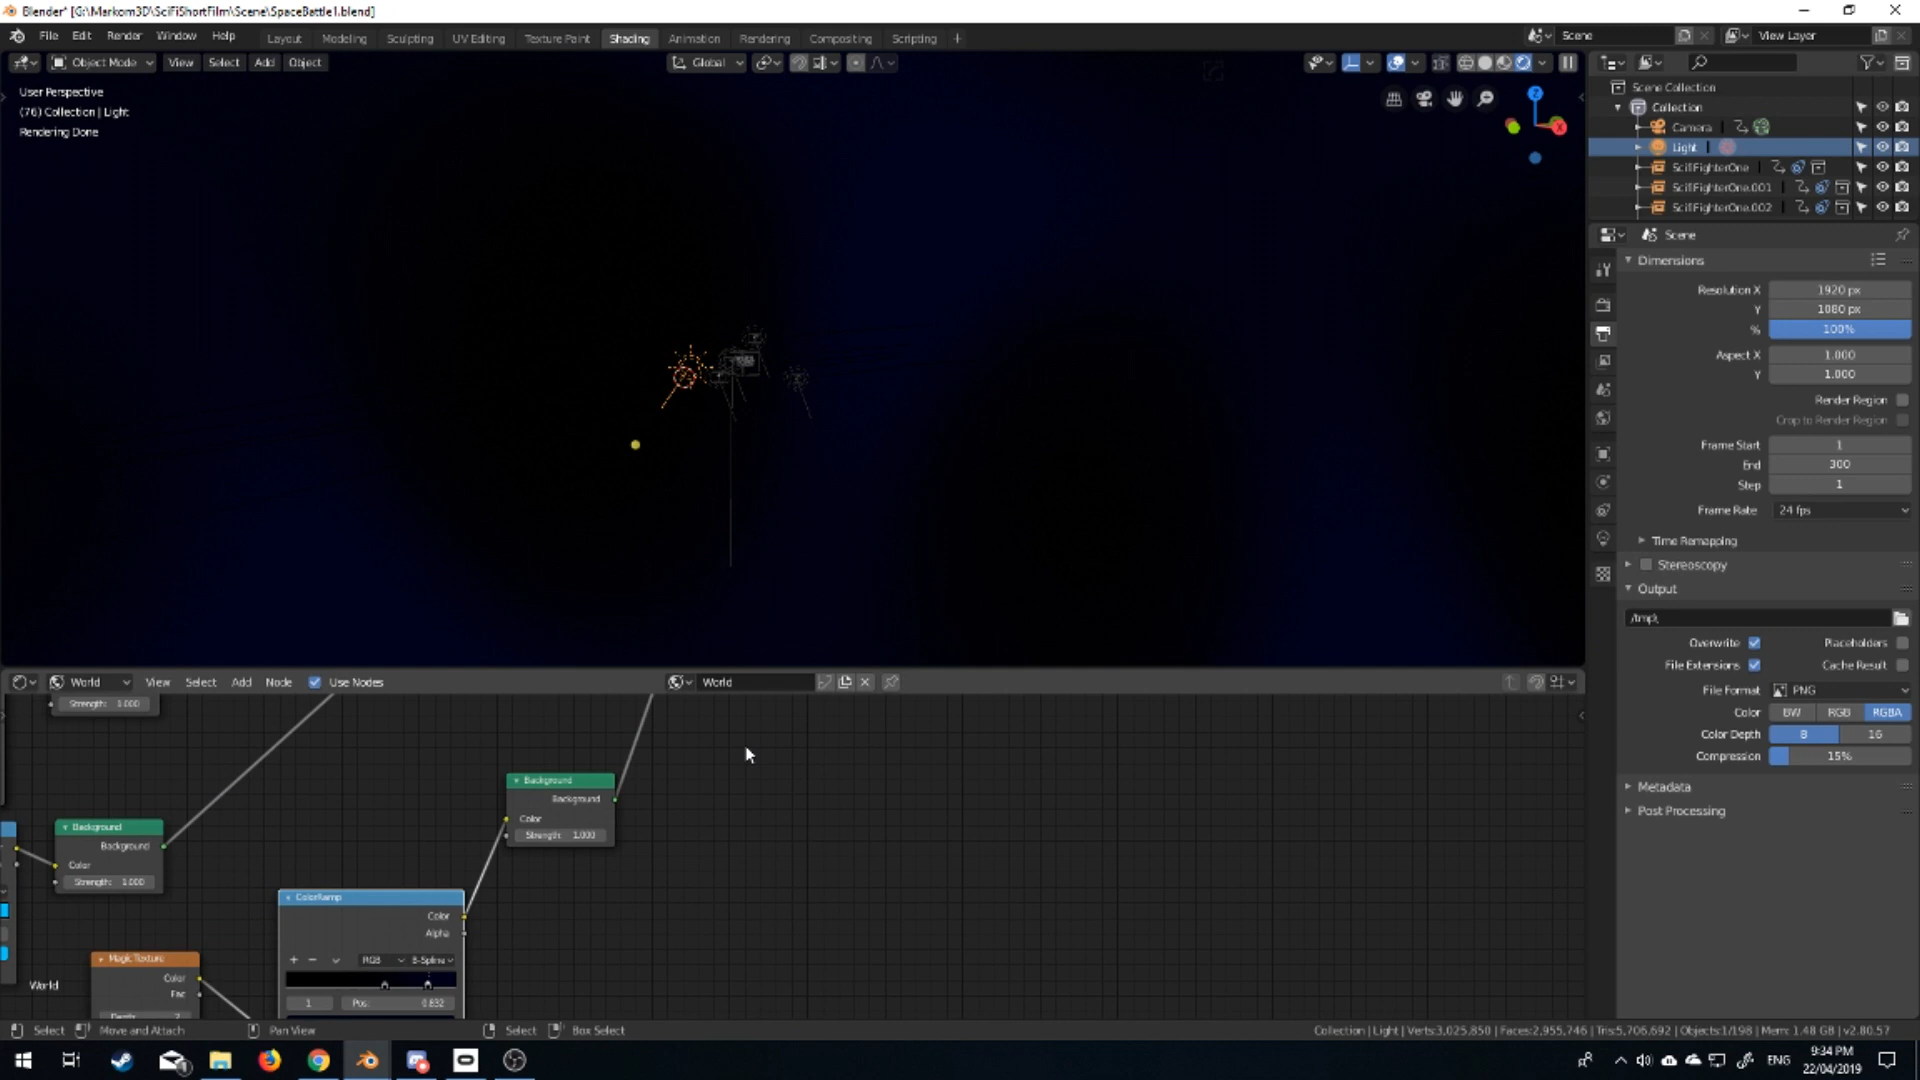 Blender* [G:\Markom3D\SciFiShortFilm\Scene\SpaceBattle1.blend]
File Edit Render Window Help Layout Modeling Sculpting UV Editing Texture Paint Shading Animation Rendering Compositing Scripting + Scene View Layer
Object Mode View Select Add Object Global
User Perspective
(76) Collection | Light
Rendering Done
Z
X
Scene Collection
Collection
Camera
Light
ScifiFighterOne
ScifiFighterOne.001
ScifiFighterOne.002
Scene
Dimensions
Resolution X 1920 px
Y 1080 px
% 100%
Aspect X 1.000
Y 1.000
Render Region
Crop to Render Region
Frame Start 1
End 300
Step 1
Frame Rate 24 fps
Time Remapping
Stereoscopy
Output
/tmp\
Overwrite Placeholders
File Extensions Cache Result
File Format PNG
Color BW RGB RGBA
Color Depth 8 16
Compression 15%
Metadata
Post Processing
World View Select Add Node Use Nodes World
Strength: 1.000
Background
Background
Color
Strength: 1.000
Background
Background
Color
Strength: 1.000
ColorRamp
Color
Alpha
+ − RGB B-Spline
1 Pos: 0.832
Magic Texture
Color
Fac
Depth: 2
World
Select Move and Attach Pan View Select Box Select
Collection | Light | Verts:3,025,850 | Faces:2,955,746 | Tris:5,706,692 | Objects:1/198 | Mem: 1.48 GB | v2.80.57
ENG
9:34 PM
22/04/2019